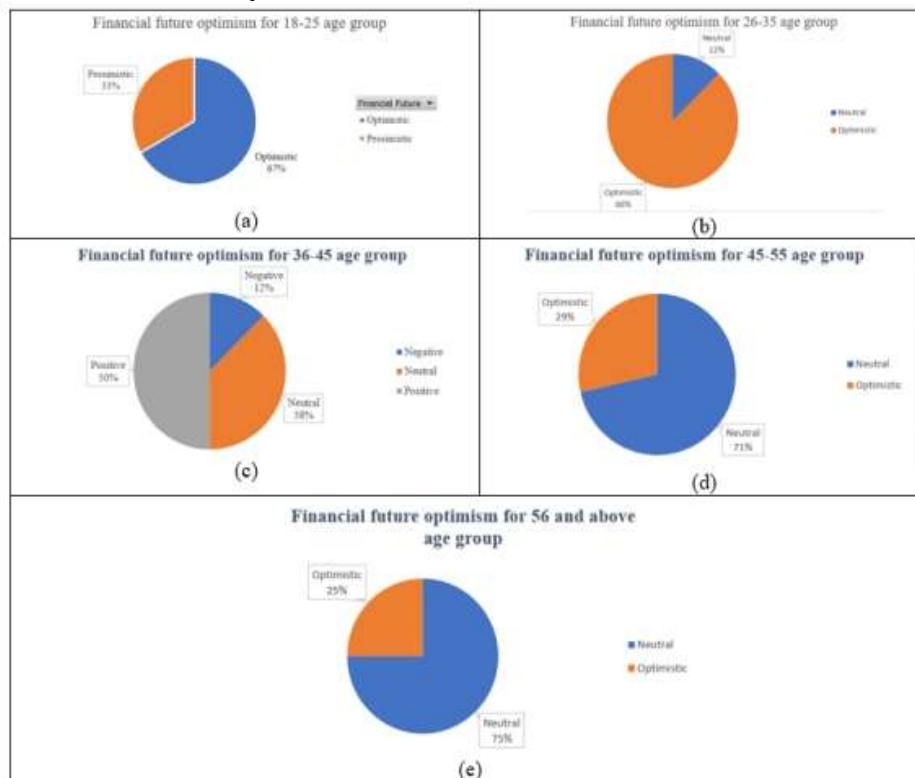 Financial future optimism for 18-25 age group
Pessimistic
33%
Financial Future
Optimistic
Pessimistic
Optimistic
67%
(a)
Financial future optimism for 26-35 age group
Neutral
12%
Neutral
Optimistic
Optimistic
88%
(b)
Financial future optimism for 36-45 age group
Negative
12%
Positive
50%
Negative
Neutral
Positive
Neutral
38%
(c)
Financial future optimism for 45-55 age group
Optimistic
29%
Neutral
Optimistic
Neutral
71%
(d)
Financial future optimism for 56 and above
age group
Optimistic
25%
Neutral
Optimistic
Neutral
75%
(e)